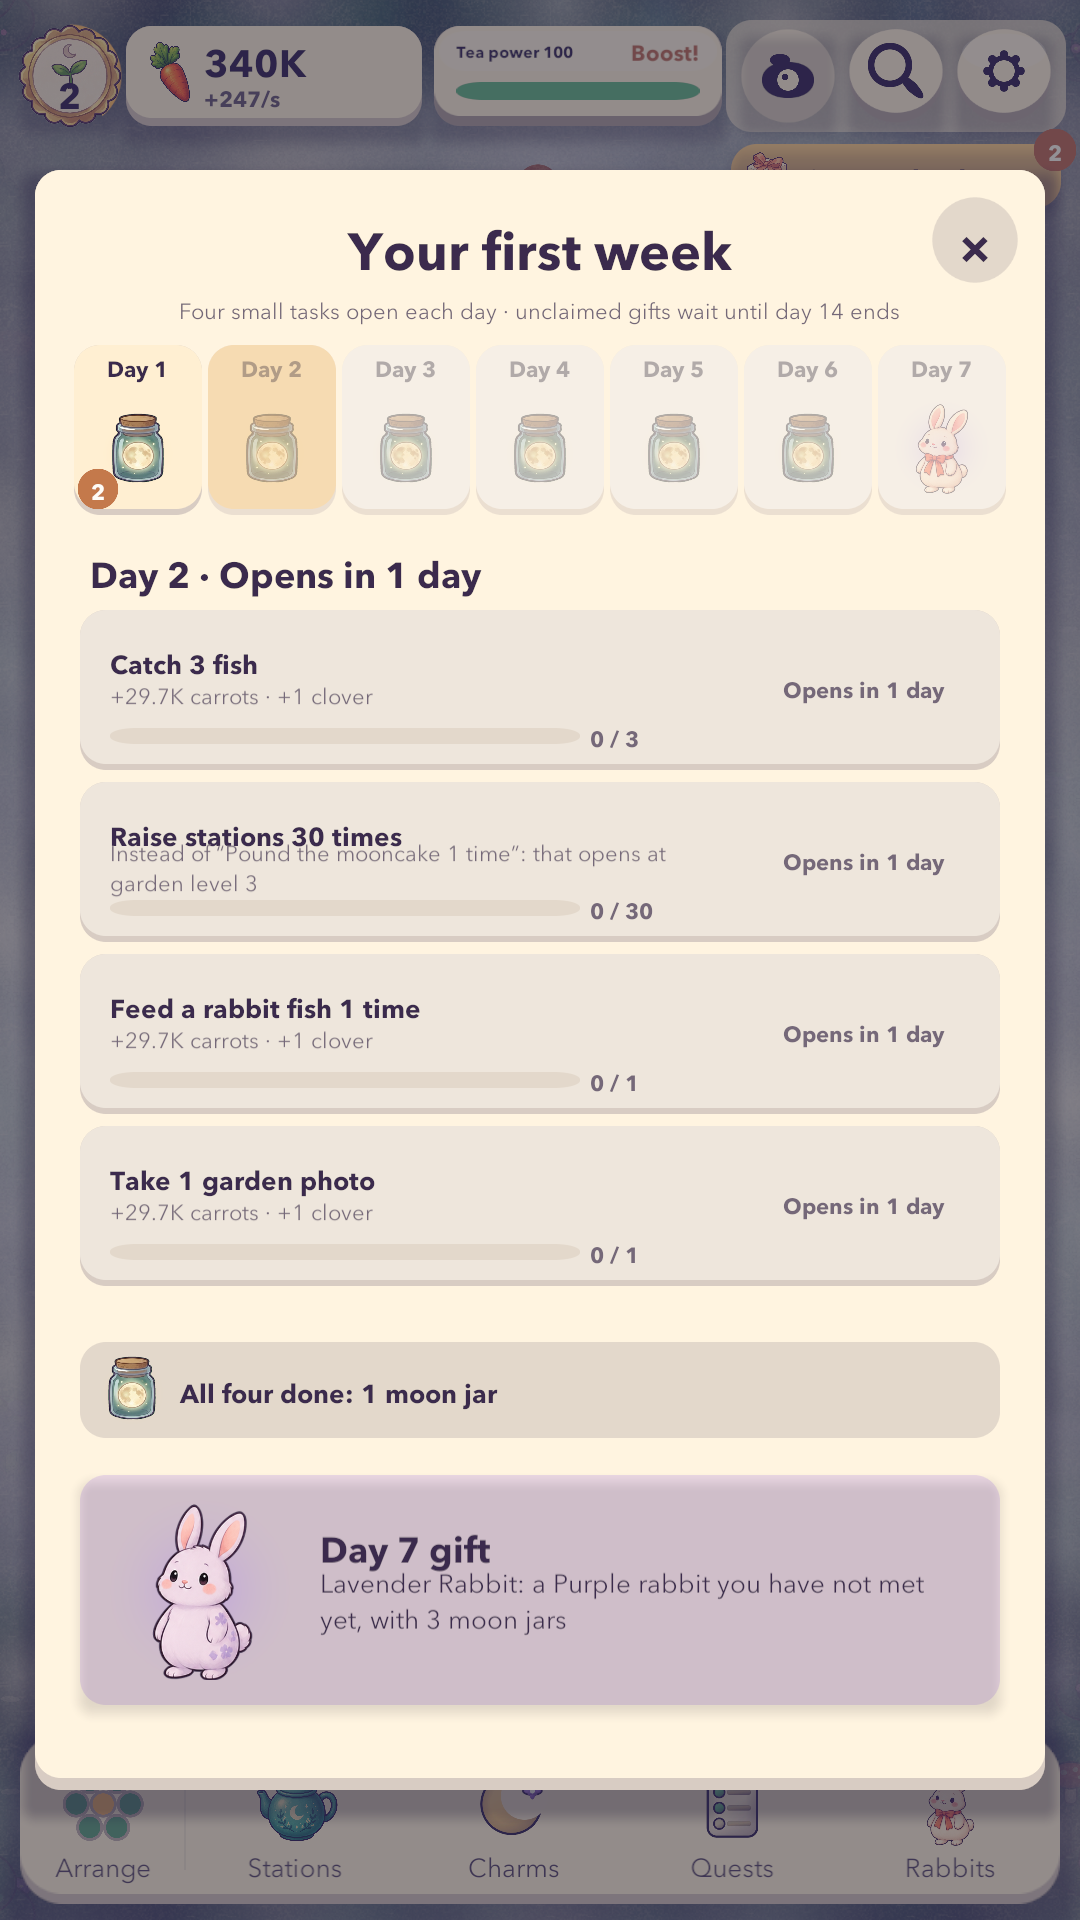 2
340K
+247/s
Tea power 100
Boost!
2
Your first week
×
Four small tasks open each day · unclaimed gifts wait until day 14 ends
Day 1
Day 2
Day 3
Day 4
Day 5
Day 6
Day 7
2
Day 2 · Opens in 1 day
Catch 3 fish
+29.7K carrots · +1 clover
Opens in 1 day
0 / 3
Raise stations 30 times
Instead of “Pound the mooncake 1 time”: that opens at
garden level 3
Opens in 1 day
0 / 30
Feed a rabbit fish 1 time
+29.7K carrots · +1 clover
Opens in 1 day
0 / 1
Take 1 garden photo
+29.7K carrots · +1 clover
Opens in 1 day
0 / 1
All four done: 1 moon jar
Day 7 gift
Lavender Rabbit: a Purple rabbit you have not met
yet, with 3 moon jars
Arrange
Stations
Charms
Quests
Rabbits